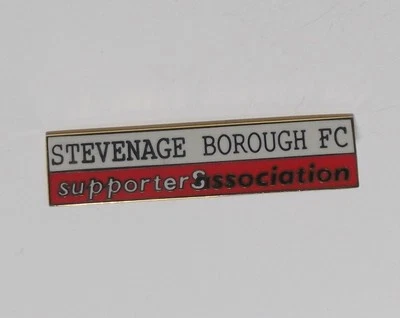 STEVENAGE BOROUGH FC
supporterSassociation